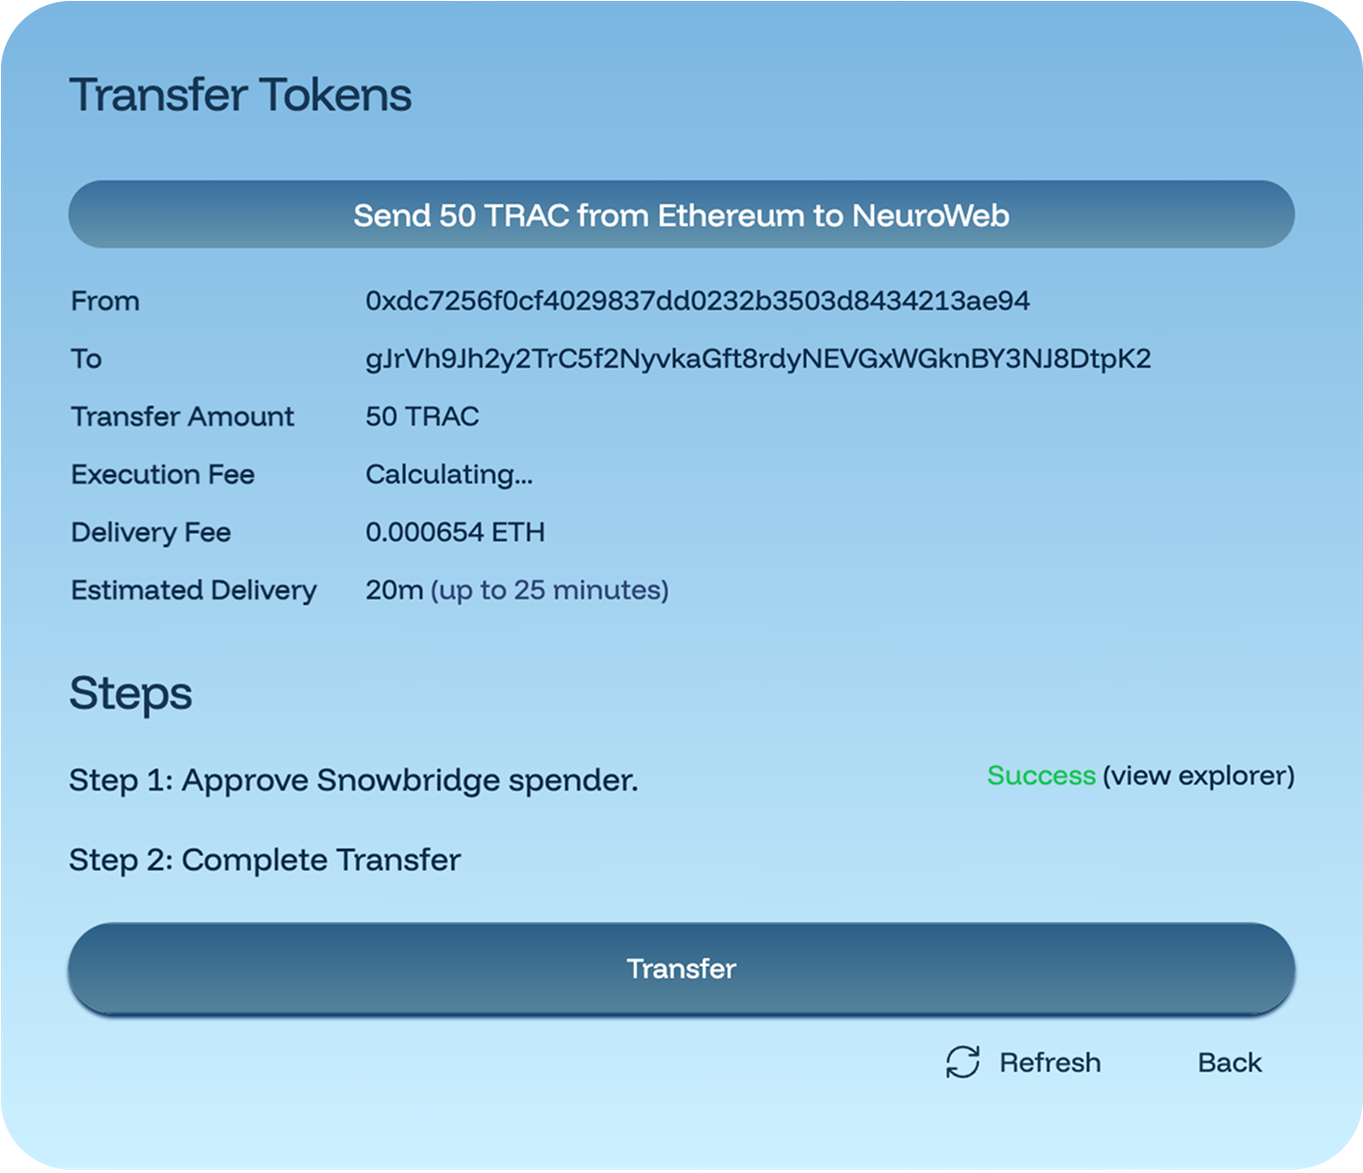 Transfer Tokens
Send 50 TRAC from Ethereum to NeuroWeb
From 0xdc7256f0cf4029837dd0232b3503d8434213ae94
To gJrVh9Jh2y2TrC5f2NyvkaGft8rdyNEVGxWGknBY3NJ8DtpK2
Transfer Amount 50 TRAC
Execution Fee Calculating...
Delivery Fee 0.000654 ETH
Estimated Delivery 20m (up to 25 minutes)
Steps
Step 1: Approve Snowbridge spender. Success (view explorer)
Step 2: Complete Transfer
Transfer
Refresh Back